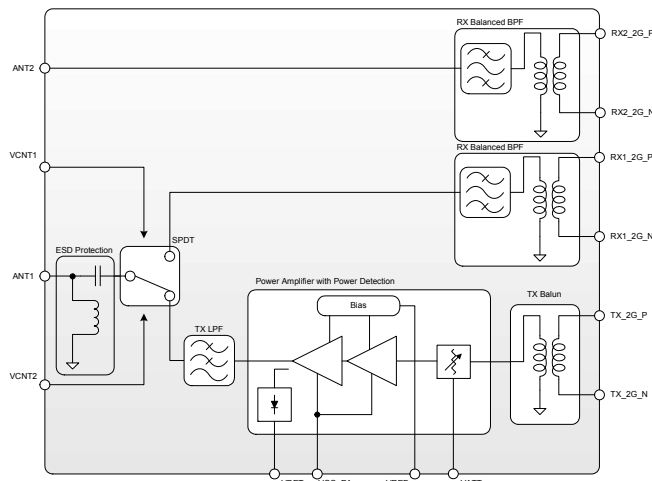 RX Balanced BPF
RX2_2G_P
ANT2
RX2_2G_N
RX Balanced BPF
VCNT1
RX1_2G_P
SPDT
ESD Protection
RX1_2G_N
ANT1
Power Amplifier with Power Detection
TX Balun
Bias
TX_2G_P
TX LPF
VCNT2
TX_2G_N